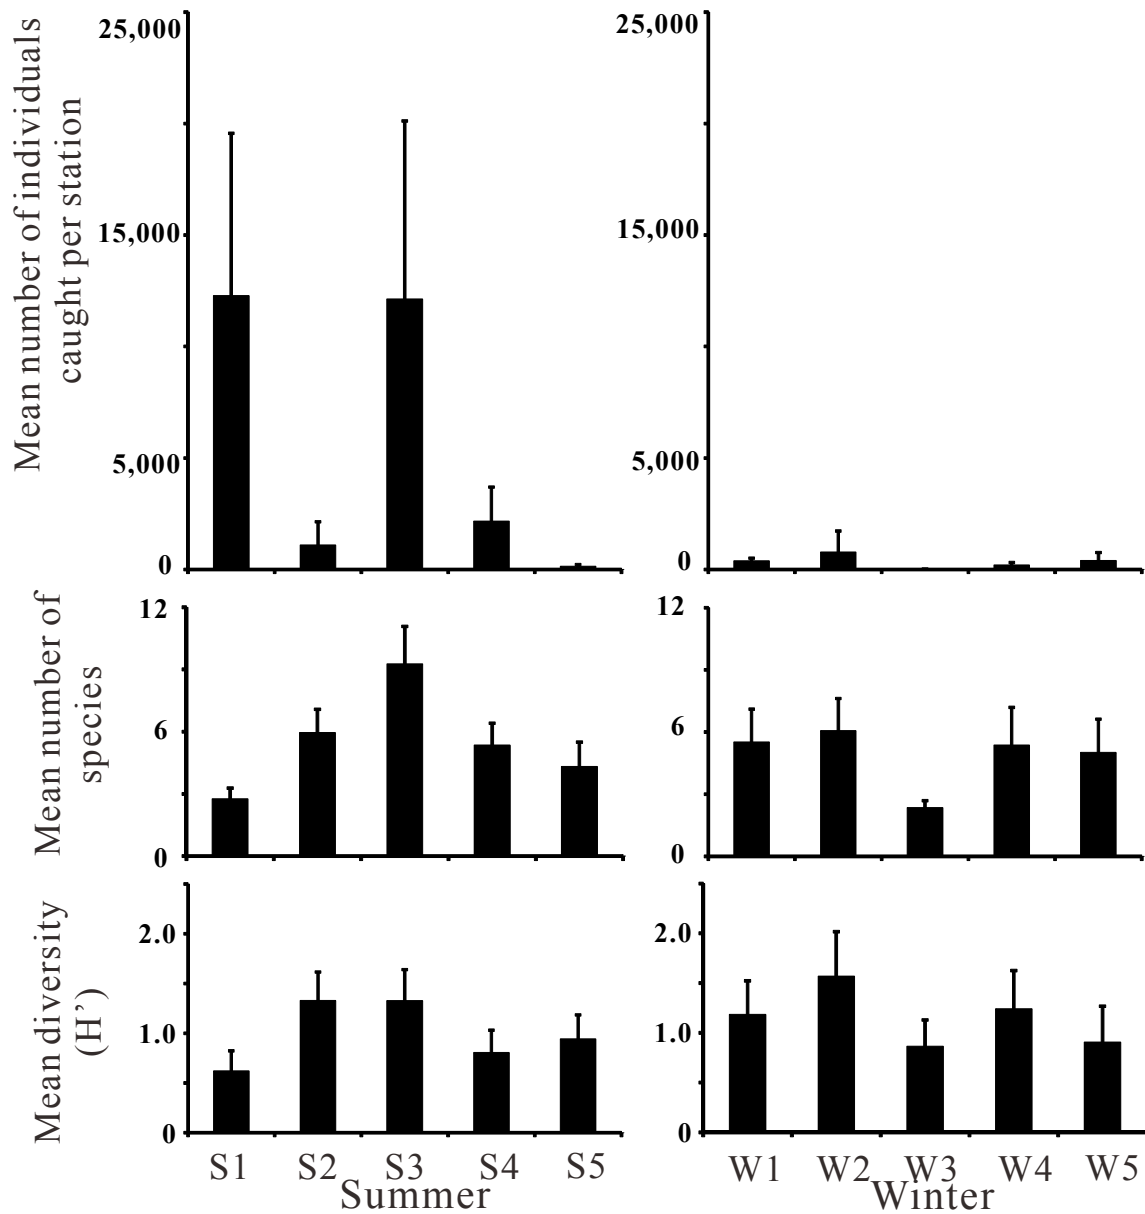 Mean number of individuals
caught per station
25,000
15,000
5,000
0
25,000
15,000
5,000
0
Mean number of
species
12
6
0
12
6
0
Mean diversity
(H’)
2.0
1.0
0
2.0
1.0
0
S1 S2 S3 S4 S5
Summer
W1 W2 W3 W4 W5
Winter